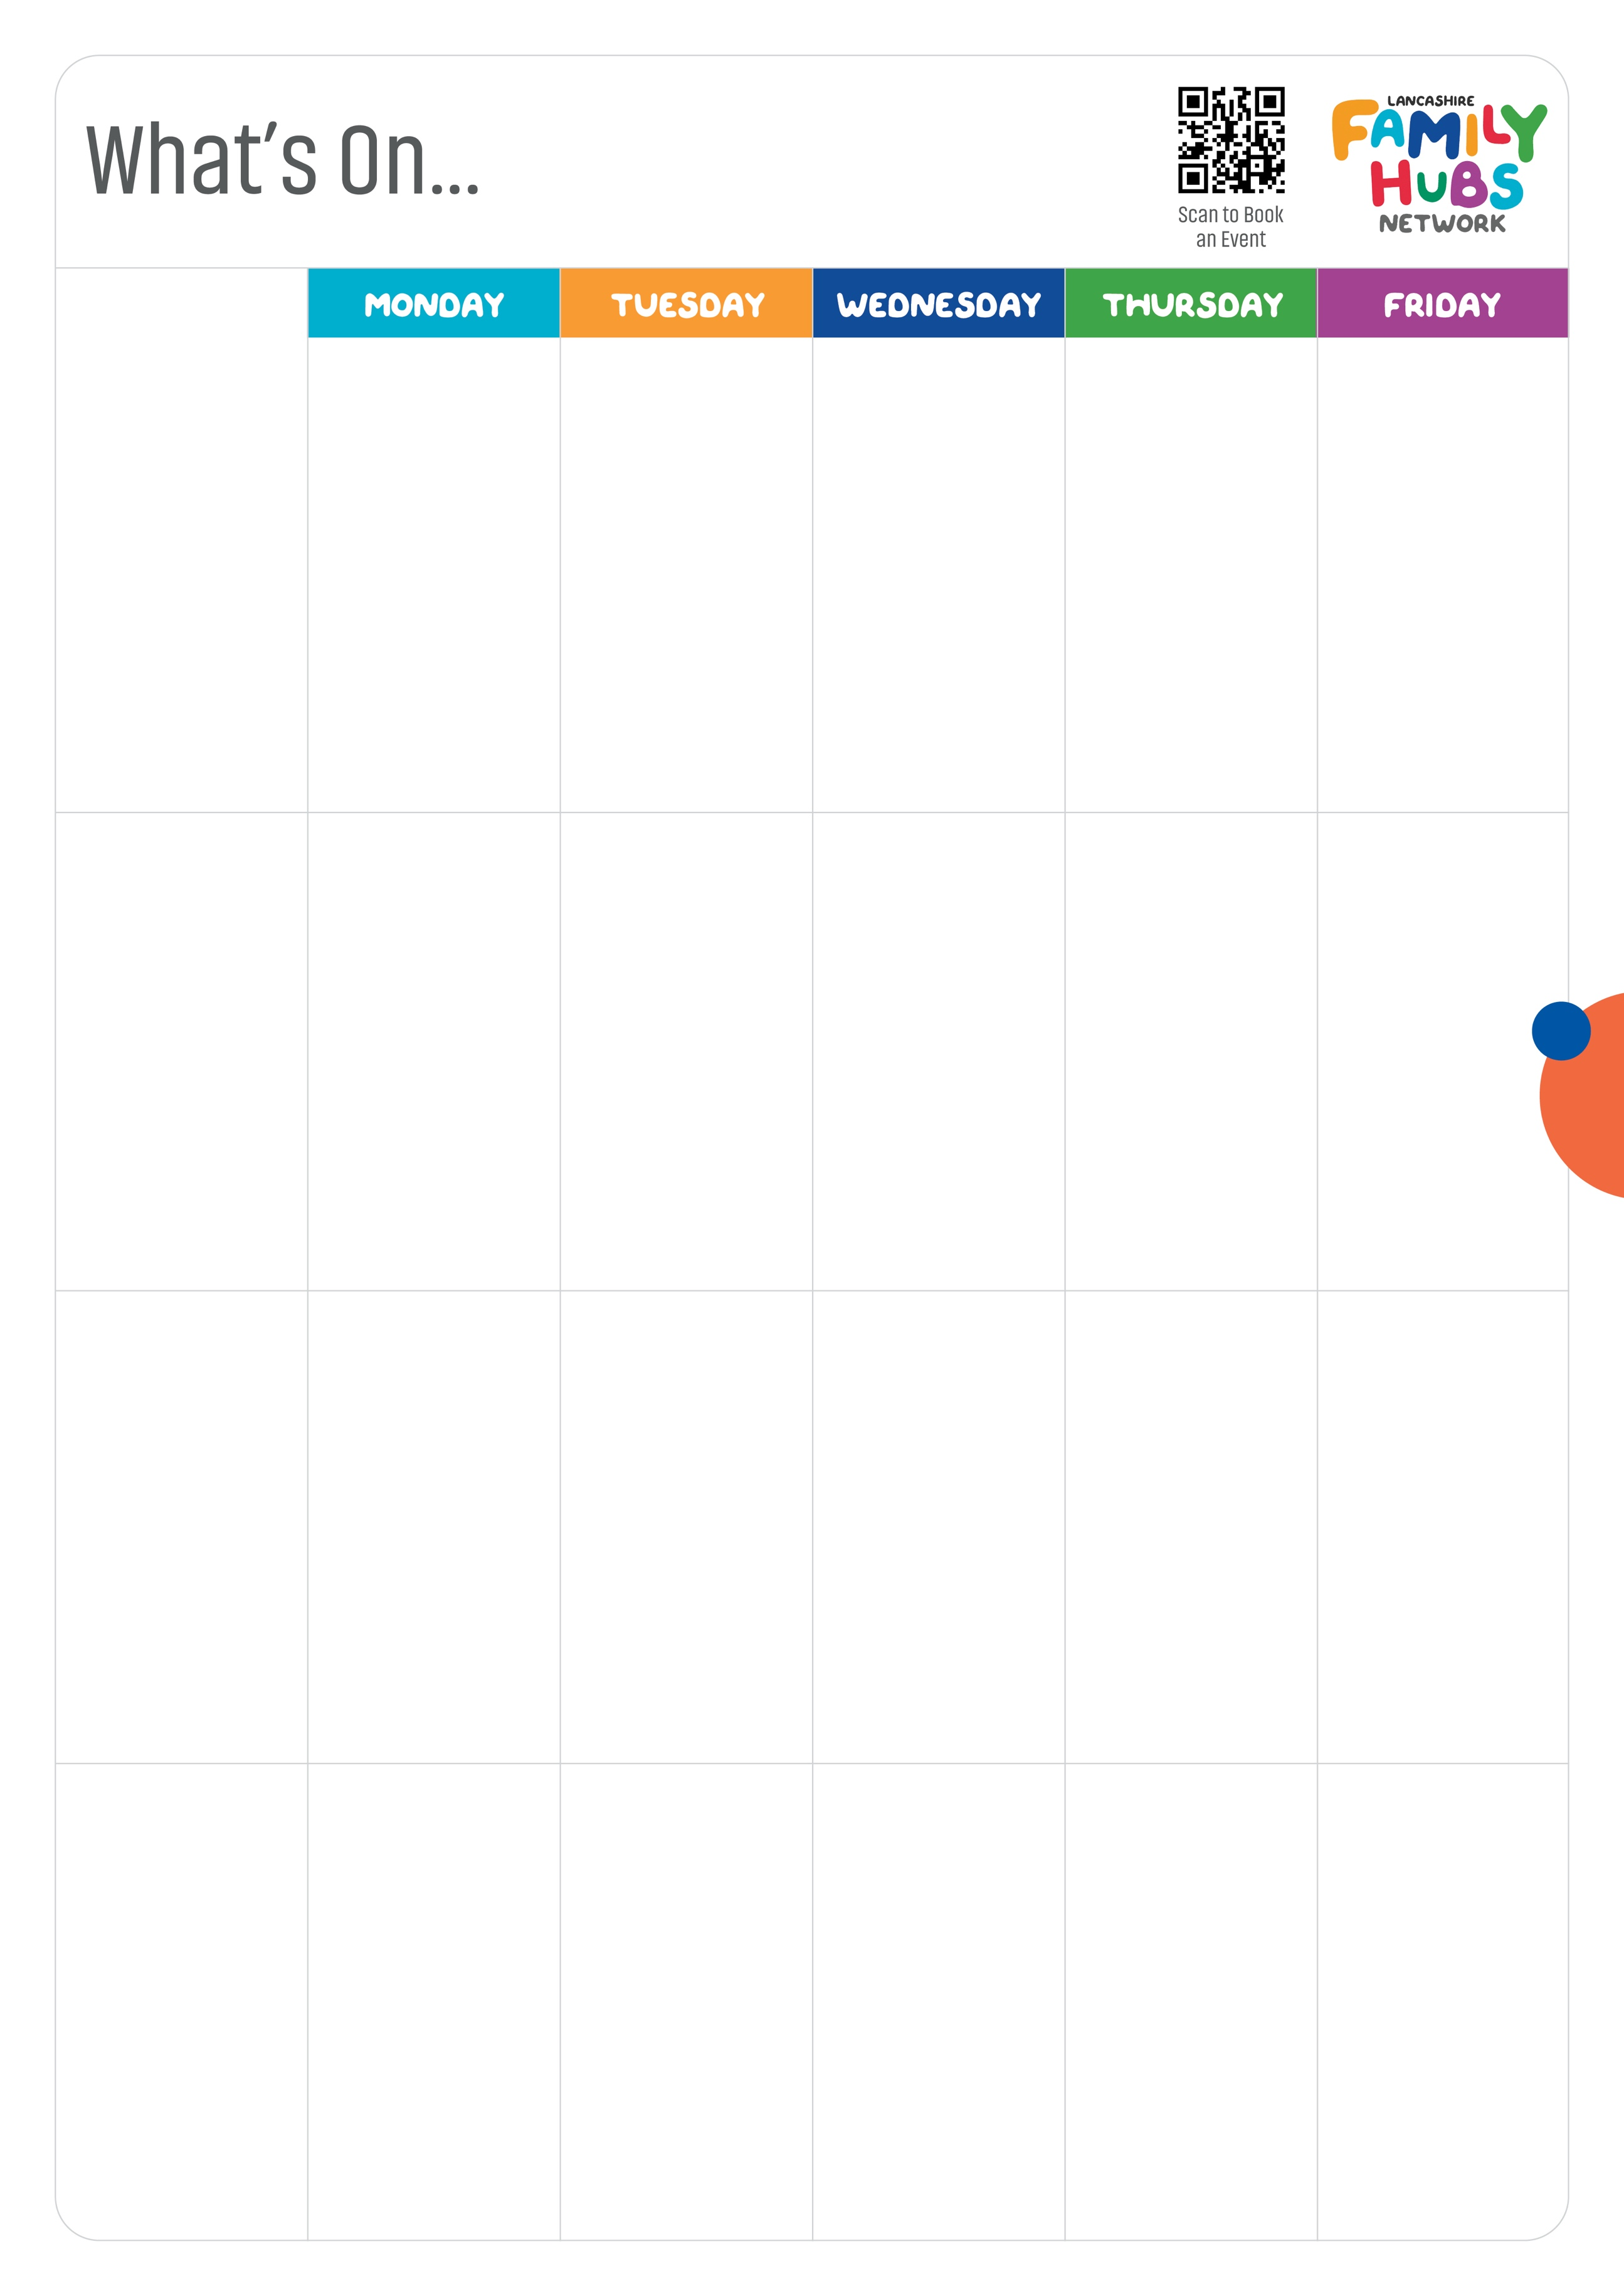 What's On...
Scan to Book
an Event
LANCASHIRE
FAMILY
HUBS
NETWORK
MONDAY TUESDAY WEDNESDAY THURSDAY FRIDAY